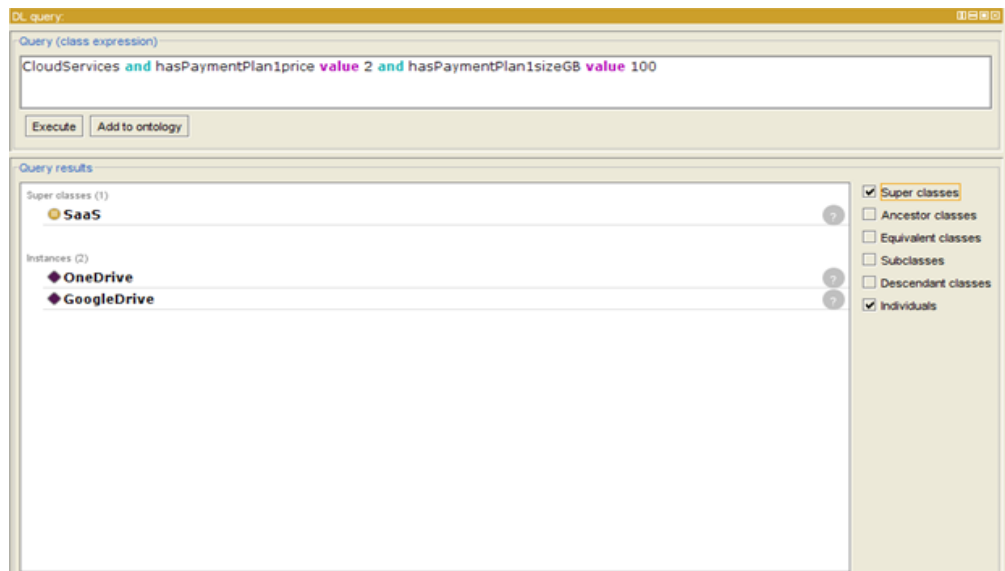 DL query:
Query (class expression)
CloudServices and hasPaymentPlan1price value 2 and hasPaymentPlan1sizeGB value 100
Execute Add to ontology
Query results
Super classes (1)
SaaS ?
Instances (2)
OneDrive ?
GoogleDrive ?
Super classes
Ancestor classes
Equivalent classes
Subclasses
Descendant classes
Individuals